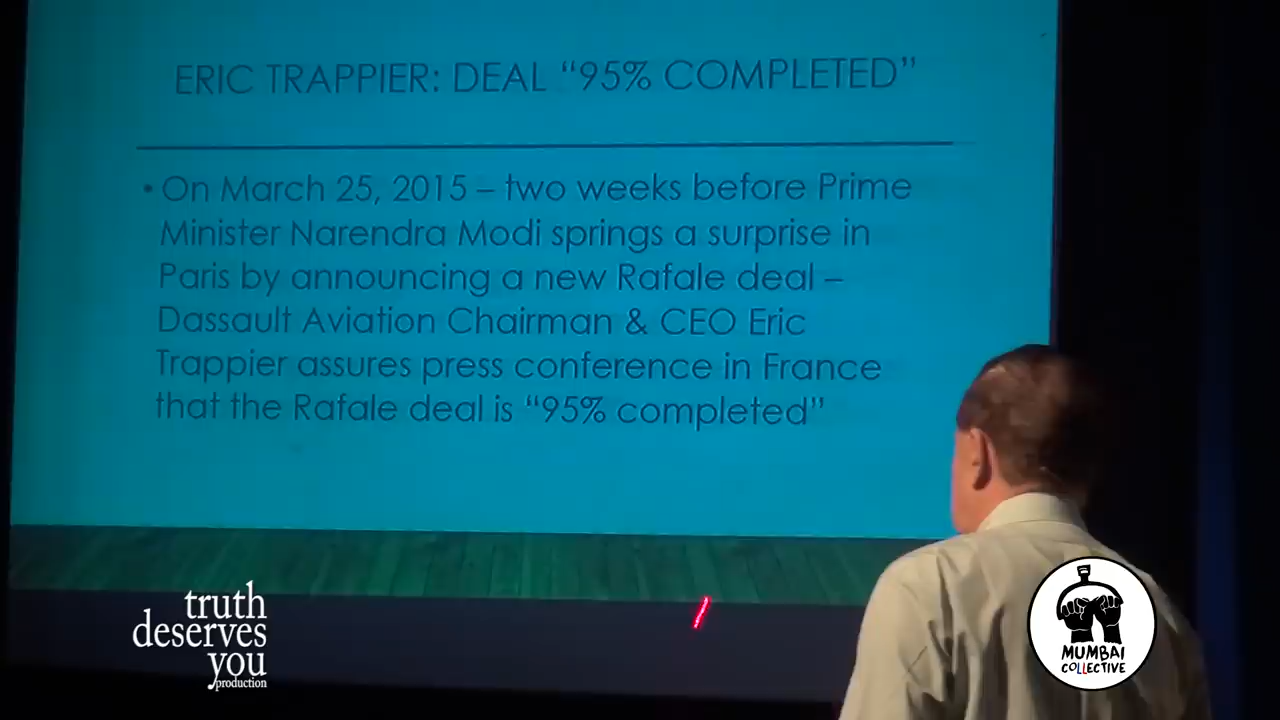 ERIC TRAPPIER: DEAL “95% COMPLETED”
• On March 25, 2015 – two weeks before Prime
Minister Narendra Modi springs a surprise in
Paris by announcing a new Rafale deal –
Dassault Aviation Chairman & CEO Eric
Trappier assures press conference in France
that the Rafale deal is “95% completed”
truth
deserves
you
production
MUMBAI
COLLECTIVE